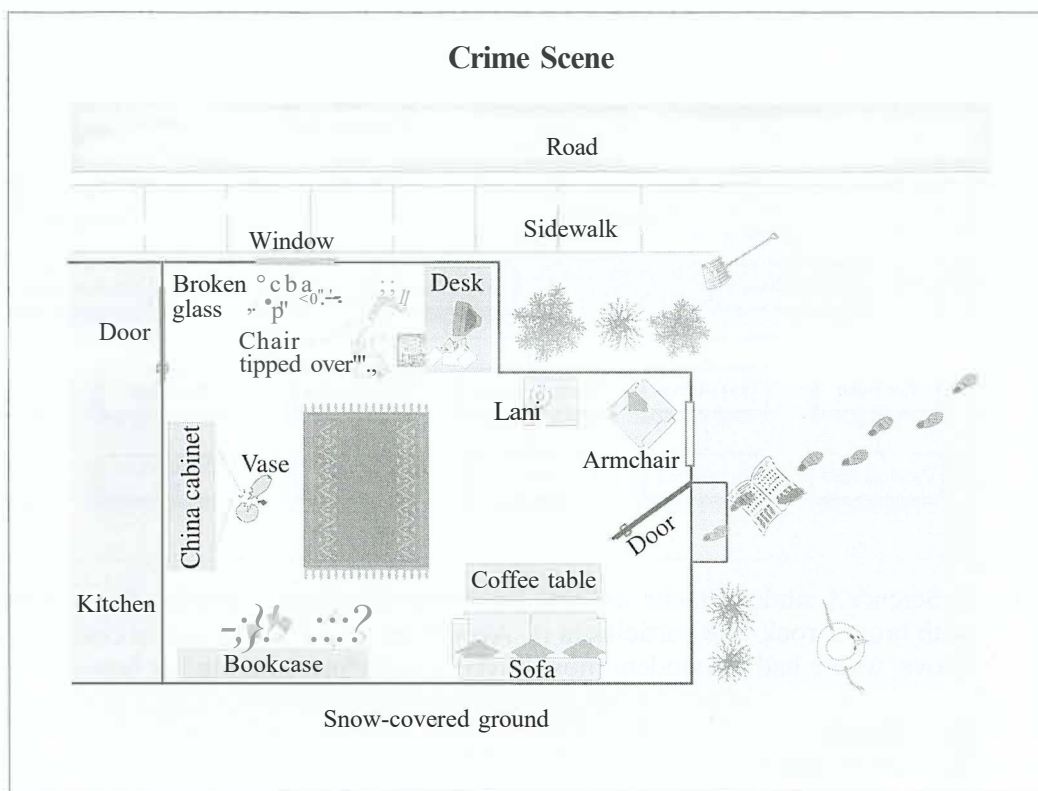 Crime Scene
Road
Sidewalk
Window
Broken
glass
°cba
Desk
Door
Chair
tipped over
Lani
Armchair
China cabinet
Vase
Door
Coffee table
Kitchen
Bookcase
Sofa
Snow-covered ground